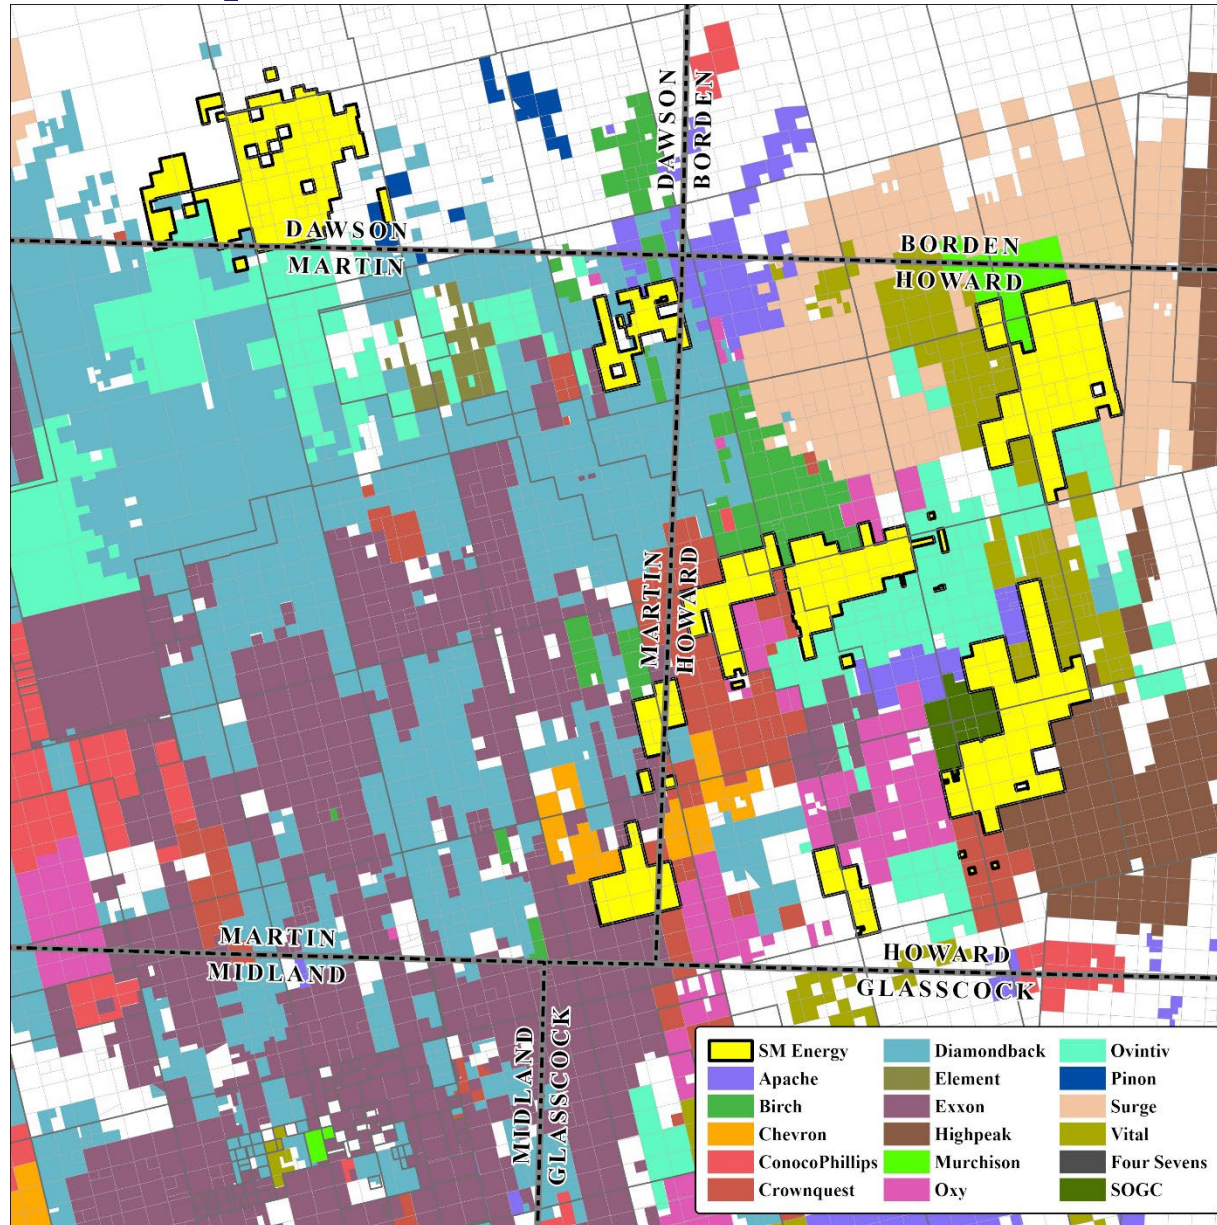 DAWSON
BORDEN
DAWSON
MARTIN
BORDEN
HOWARD
MARTIN
HOWARD
MARTIN
MIDLAND
HOWARD
GLASSCOCK
MIDLAND
GLASSCOCK
SM Energy
Diamondback
Ovintiv
Apache
Element
Pinon
Birch
Exxon
Surge
Chevron
Highpeak
Vital
ConocoPhillips
Murchison
Four Sevens
Crownquest
Oxy
SOGC